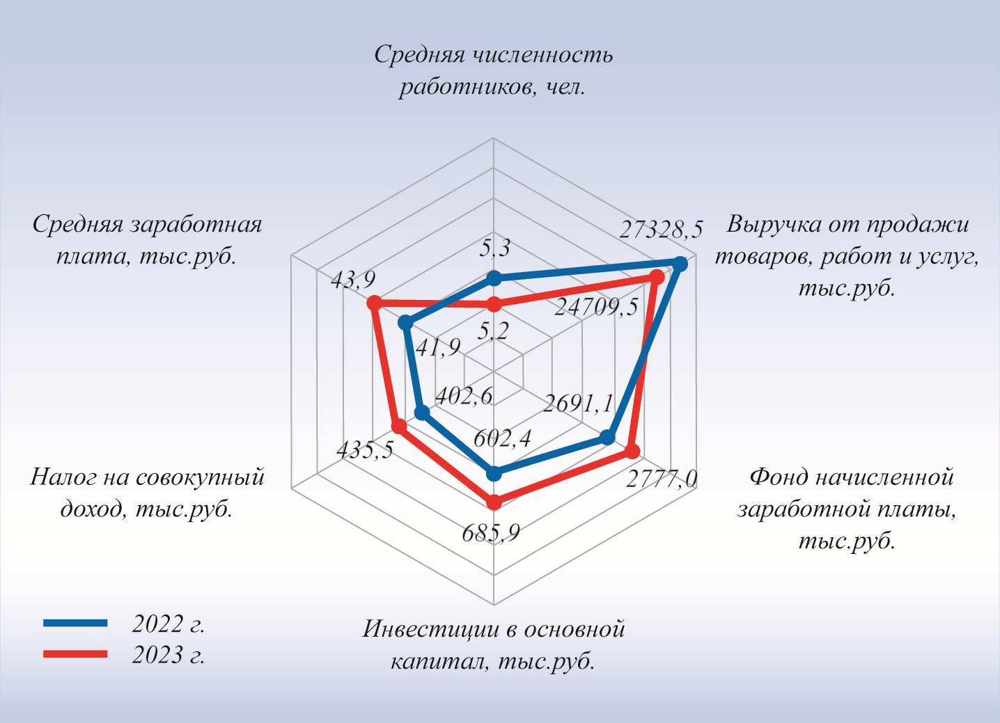 Средняя численность
работников, чел.
27328,5
Выручка от продажи
товаров, работ и услуг,
тыс.руб.
Средняя заработная
плата, тыс.руб.
5,3
43,9
24709,5
5,2
41,9
402,6
2691,1
602,4
435,5
2777,0
685,9
Налог на совокупный
доход, тыс.руб.
Фонд начисленной
заработной платы,
тыс.руб.
Инвестиции в основной
капитал, тыс.руб.
2022 г.
2023 г.